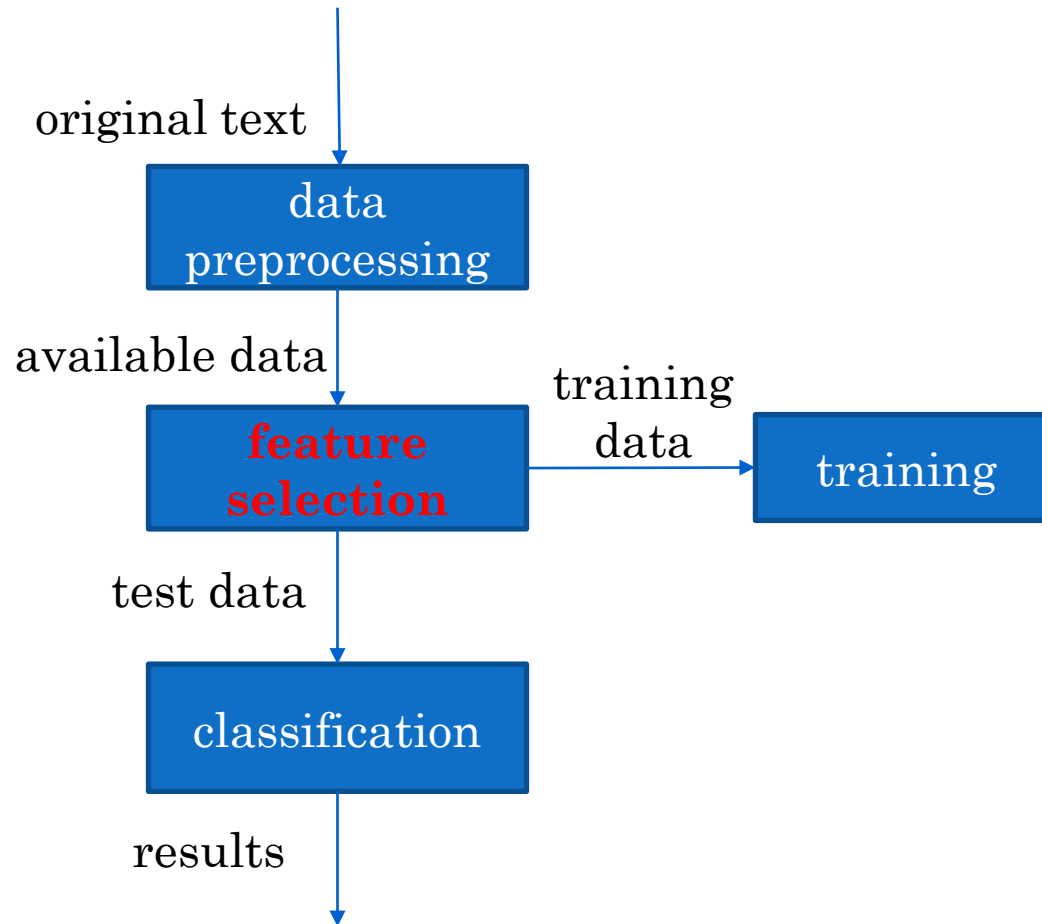 original text
data
preprocessing
available data
feature
selection
training
data
training
test data
classification
results